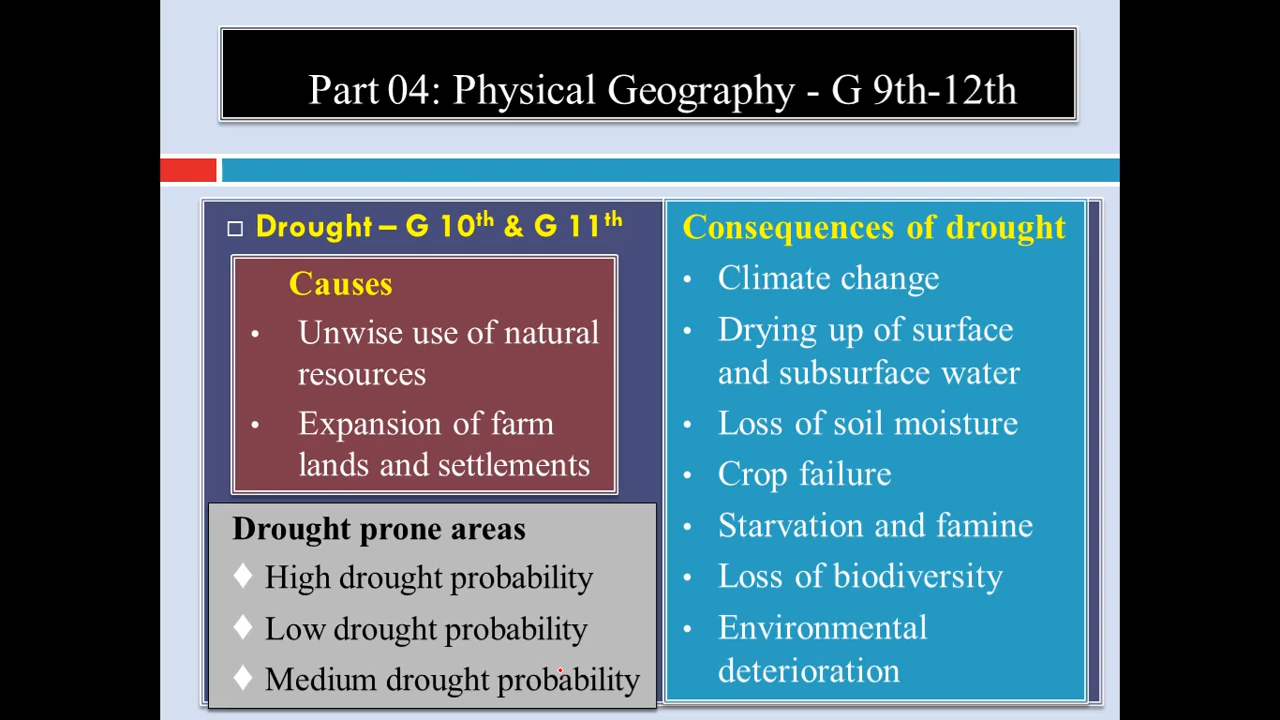 Part 04: Physical Geography - G 9th-12th
Drought – G 10th & G 11th
Causes
• Unwise use of natural
resources
• Expansion of farm
lands and settlements
Drought prone areas
High drought probability
Low drought probability
Medium drought probability
Consequences of drought
• Climate change
• Drying up of surface
and subsurface water
• Loss of soil moisture
• Crop failure
• Starvation and famine
• Loss of biodiversity
• Environmental
deterioration